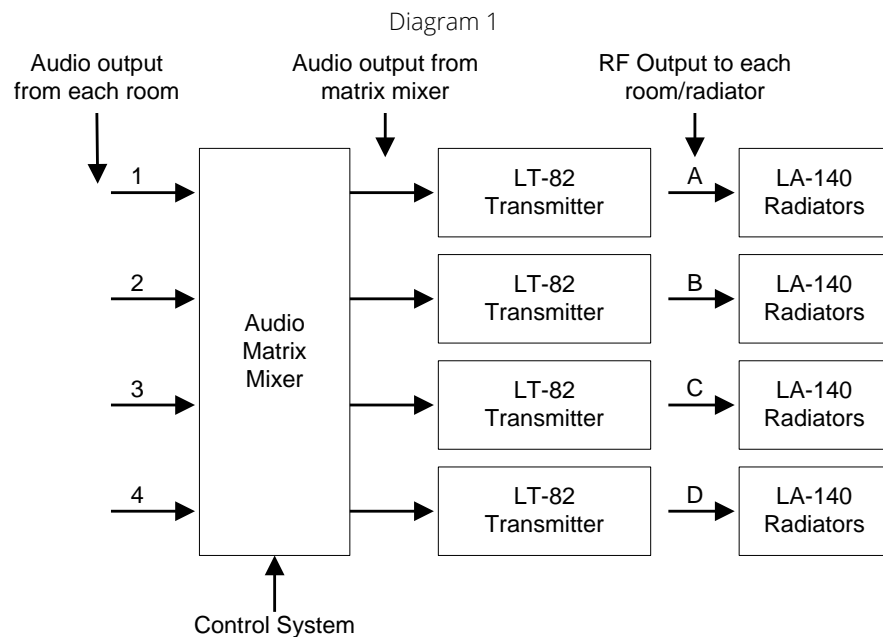 Diagram 1
Audio output
from each room
Audio output from
matrix mixer
RF Output to each
room/radiator
1
LT-82
Transmitter
A
LA-140
Radiators
2
LT-82
Transmitter
B
LA-140
Radiators
Audio
Matrix
Mixer
3
LT-82
Transmitter
C
LA-140
Radiators
4
LT-82
Transmitter
D
LA-140
Radiators
Control System